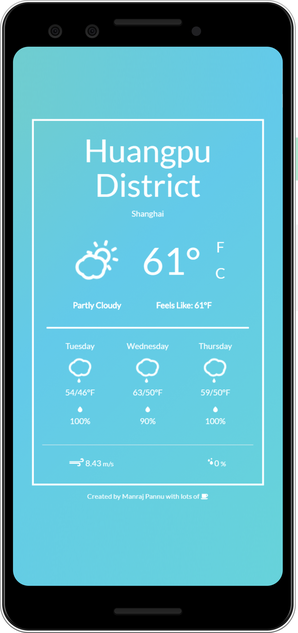 Huangpu
District
Shanghai
61° F
C
Partly Cloudy Feels Like: 61°F
Tuesday Wednesday Thursday
54/46°F 63/50°F 59/50°F
100% 90% 100%
8.43 m/s 0 %
Created by Manraj Pannu with lots of